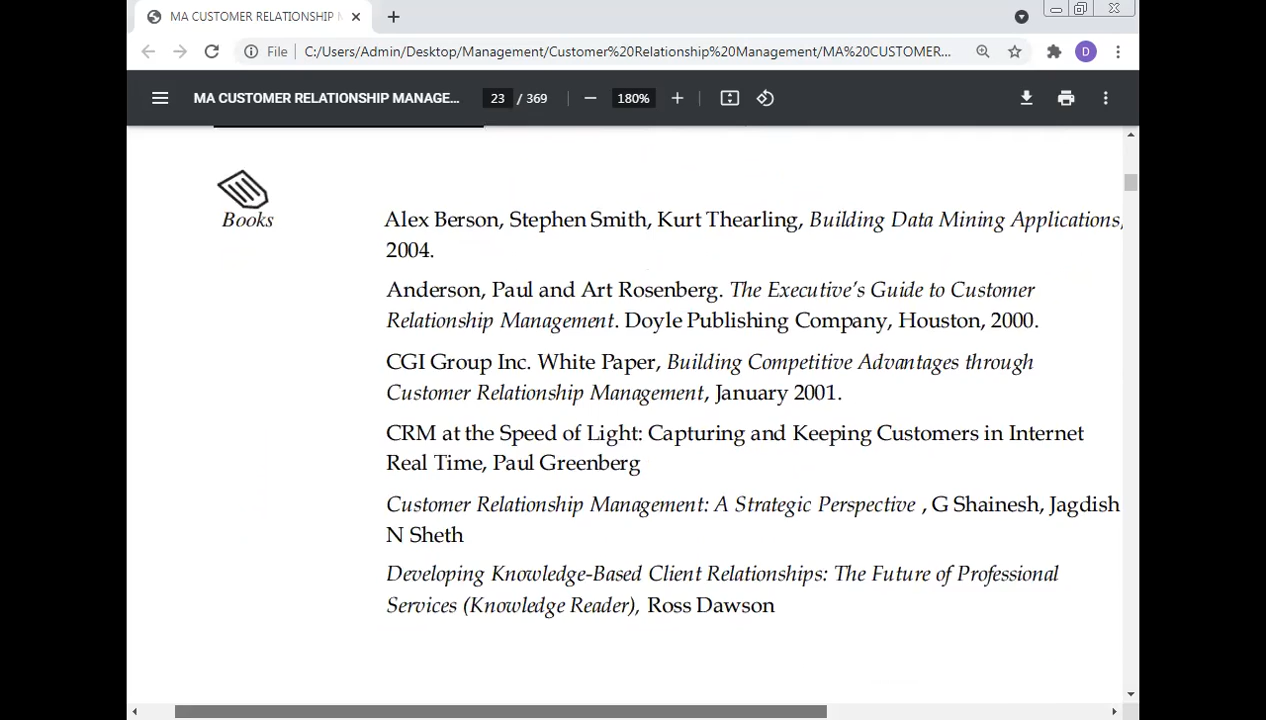 MA CUSTOMER RELATIONSHIP M
File C:/Users/Admin/Desktop/Management/Customer%20Relationship%20Management/MA%20CUSTOMER...
D
MA CUSTOMER RELATIONSHIP MANAGE... 23 / 369 180%
Books
Alex Berson, Stephen Smith, Kurt Thearling, Building Data Mining Applications,
2004.
Anderson, Paul and Art Rosenberg. The Executive's Guide to Customer
Relationship Management. Doyle Publishing Company, Houston, 2000.
CGI Group Inc. White Paper, Building Competitive Advantages through
Customer Relationship Management, January 2001.
CRM at the Speed of Light: Capturing and Keeping Customers in Internet
Real Time, Paul Greenberg
Customer Relationship Management: A Strategic Perspective , G Shainesh, Jagdish
N Sheth
Developing Knowledge-Based Client Relationships: The Future of Professional
Services (Knowledge Reader), Ross Dawson